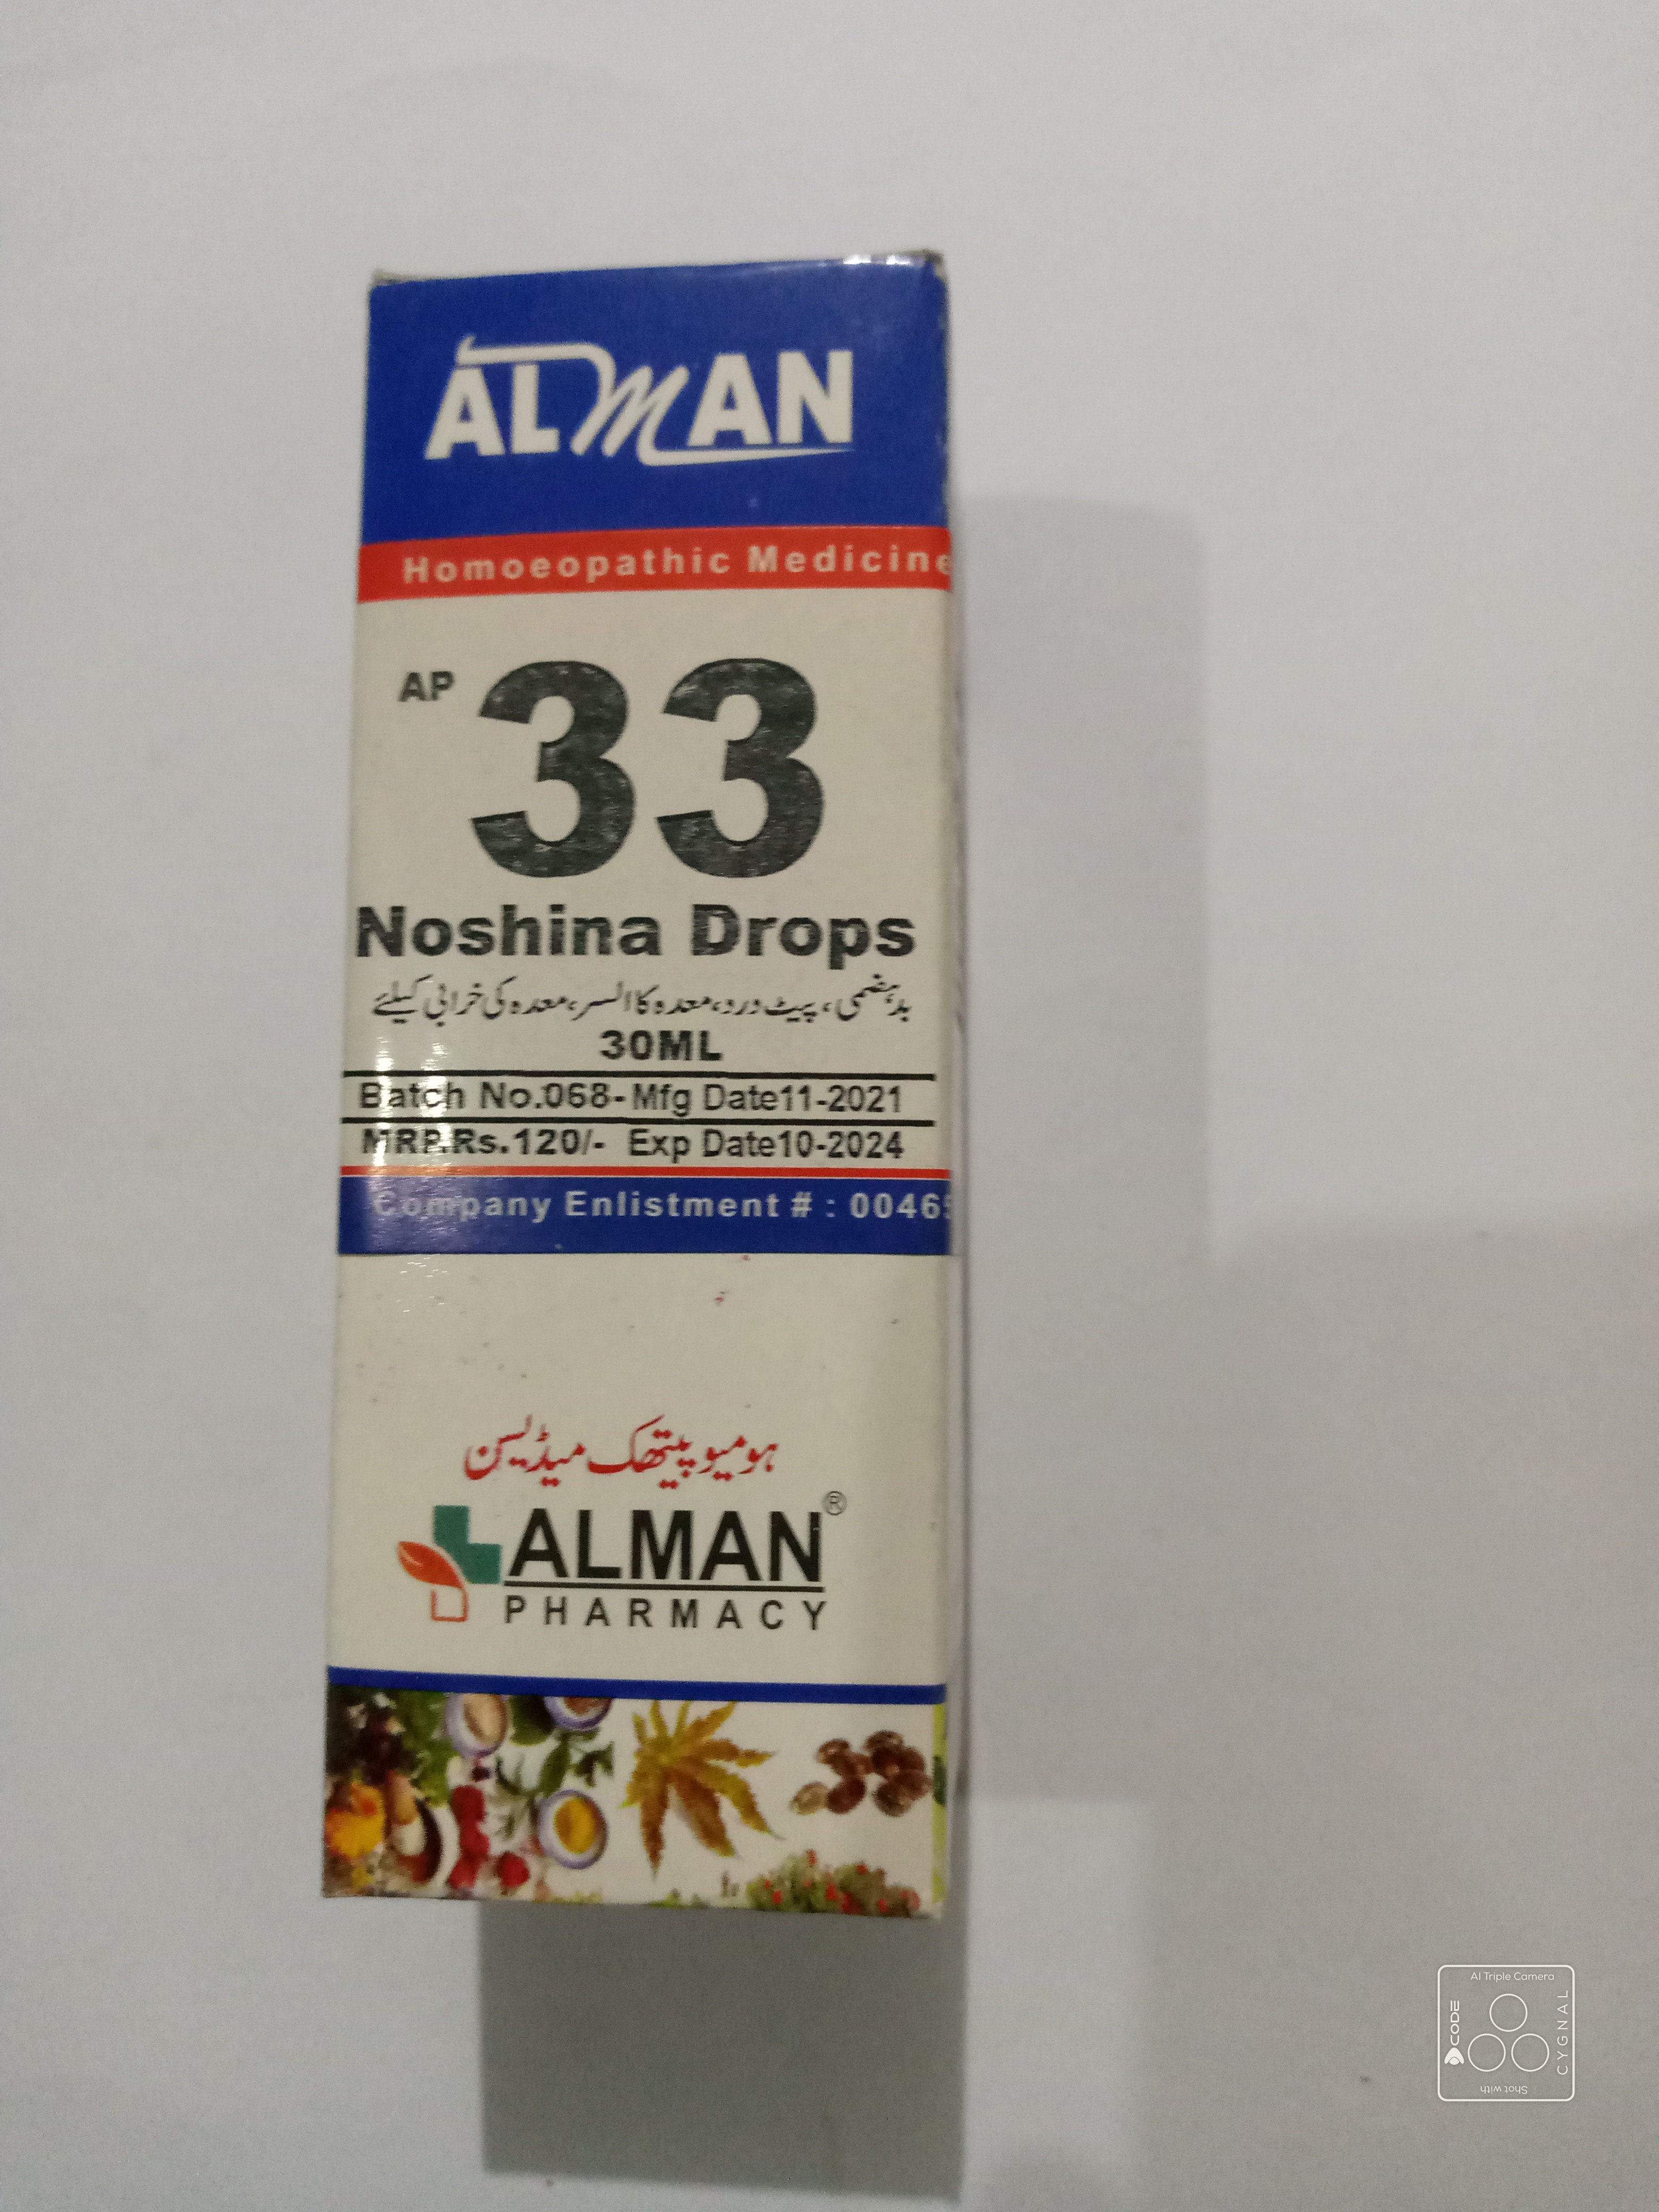 ALMAN
Homoeopathic Medicine
AP 33
Noshina Drops
بدہضمی، پیٹ درد، معدہ کا السر، معدہ کی خرابی کیلئے
30ML
Batch No.068- Mfg Date11-2021
MRP.Rs.120/- Exp Date10-2024
Company Enlistment # : 00465
ہومیوپیتھک میڈیسن
ALMAN®
PHARMACY
AI Triple Camera
CODE
CYGNAL
Shot with